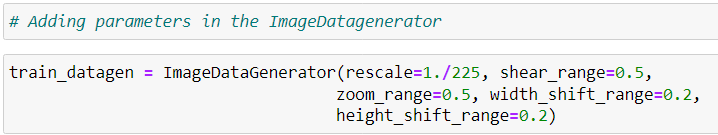 # Adding parameters in the ImageDatagenerator
train_datagen = ImageDataGenerator(rescale=1./225, shear_range=0.5,
zoom_range=0.5, width_shift_range=0.2,
height_shift_range=0.2)